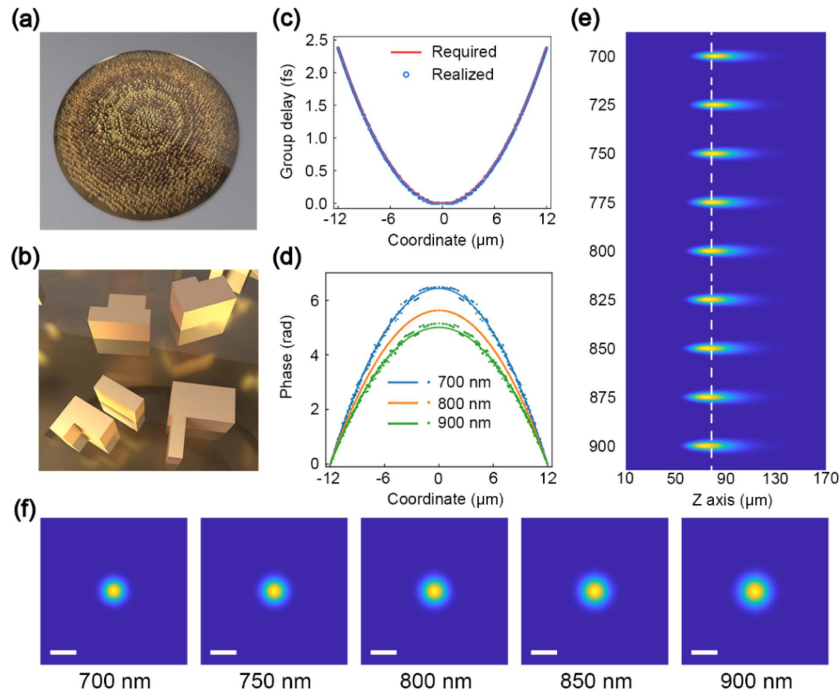 (a)
(c)
2.5
2.0
1.5
1.0
0.5
0.0
Group delay (fs)
Required
Realized
-12
-6
0
6
12
Coordinate (μm)
(e)
700
725
750
775
800
825
850
875
900
10
50
90
130
170
Z axis (μm)
(b)
(d)
6
4
2
0
Phase (rad)
700 nm
800 nm
900 nm
-12
-6
0
6
12
Coordinate (μm)
(f)
700 nm
750 nm
800 nm
850 nm
900 nm